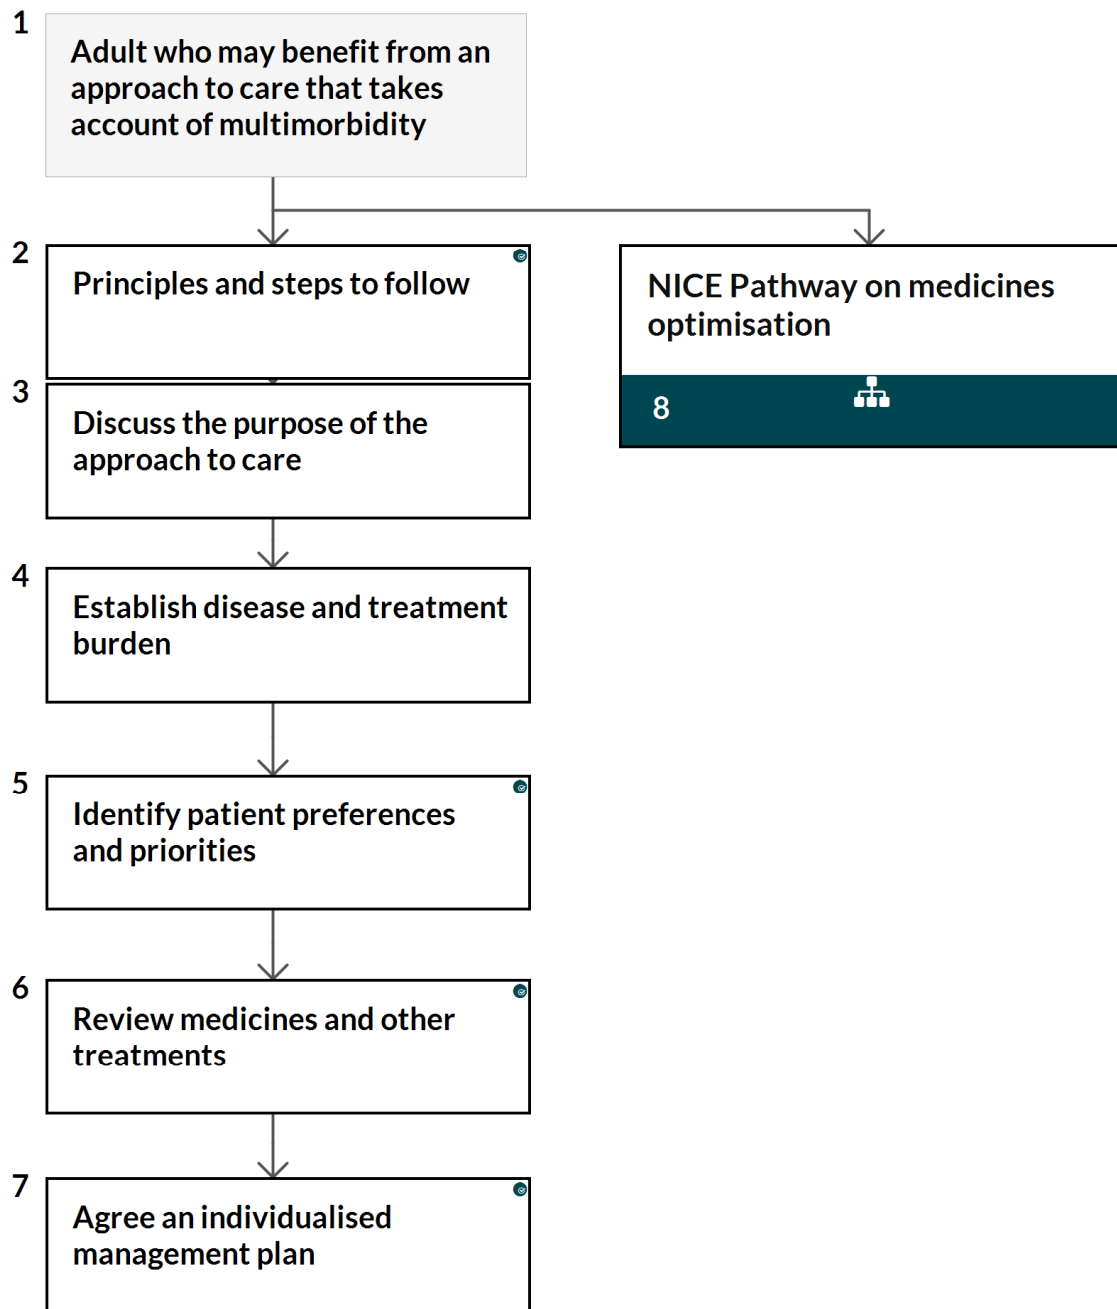 1
Adult who may benefit from an
approach to care that takes
account of multimorbidity
2
Principles and steps to follow
NICE Pathway on medicines
optimisation
8
3
Discuss the purpose of the
approach to care
4
Establish disease and treatment
burden
5
Identify patient preferences
and priorities
6
Review medicines and other
treatments
7
Agree an individualised
management plan